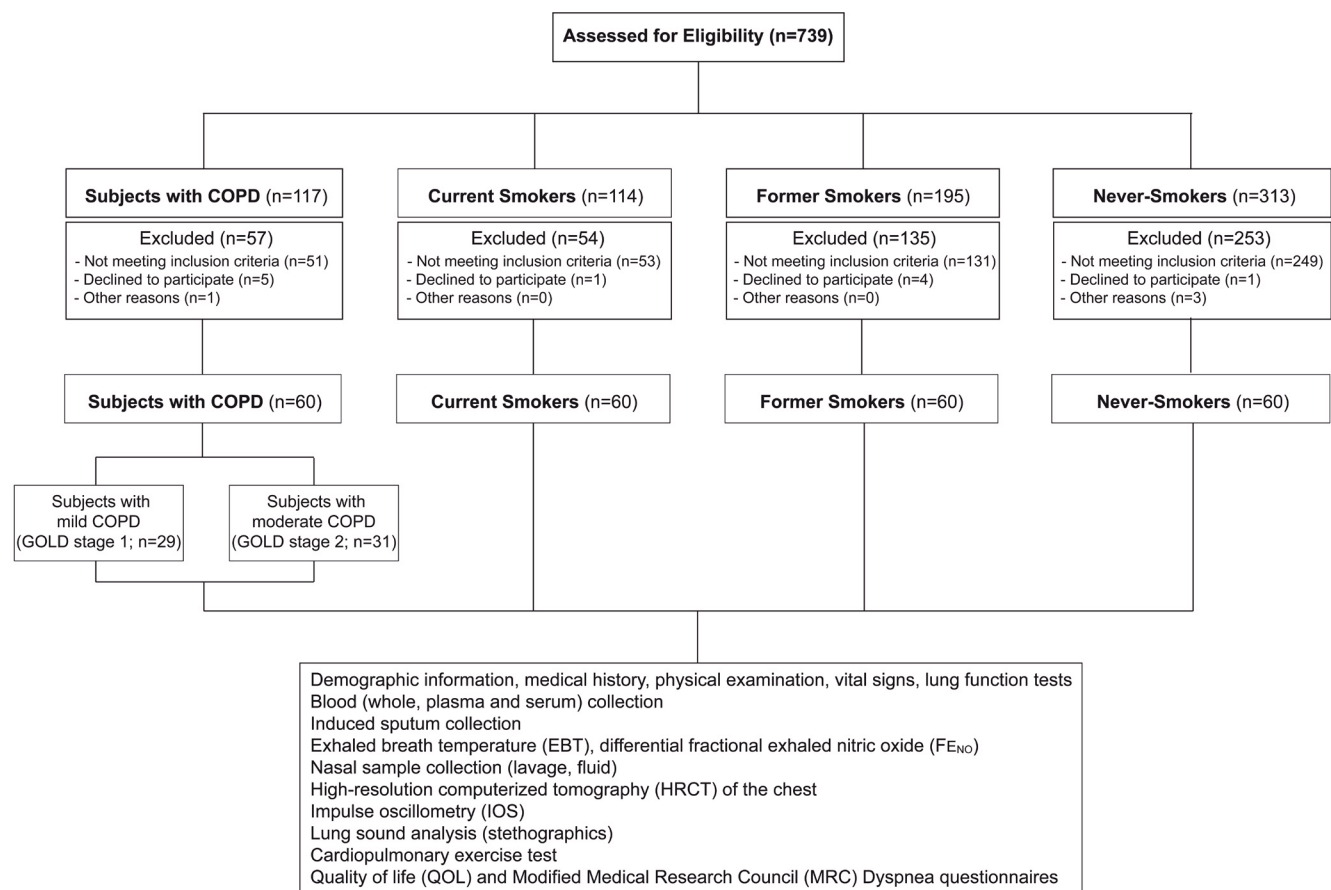 Assessed for Eligibility (n=739)
Subjects with COPD (n=117)
Excluded (n=57)
- Not meeting inclusion criteria (n=51)
- Declined to participate (n=5)
- Other reasons (n=1)
Current Smokers (n=114)
Excluded (n=54)
- Not meeting inclusion criteria (n=53)
- Declined to participate (n=1)
- Other reasons (n=0)
Former Smokers (n=195)
Excluded (n=135)
- Not meeting inclusion criteria (n=131)
- Declined to participate (n=4)
- Other reasons (n=0)
Never-Smokers (n=313)
Excluded (n=253)
- Not meeting inclusion criteria (n=249)
- Declined to participate (n=1)
- Other reasons (n=3)
Subjects with COPD (n=60)
Current Smokers (n=60)
Former Smokers (n=60)
Never-Smokers (n=60)
Subjects with
mild COPD
(GOLD stage 1; n=29)
Subjects with
moderate COPD
(GOLD stage 2; n=31)
Demographic information, medical history, physical examination, vital signs, lung function tests
Blood (whole, plasma and serum) collection
Induced sputum collection
Exhaled breath temperature (EBT), differential fractional exhaled nitric oxide (FENO)
Nasal sample collection (lavage, fluid)
High-resolution computerized tomography (HRCT) of the chest
Impulse oscillometry (IOS)
Lung sound analysis (stethographics)
Cardiopulmonary exercise test
Quality of life (QOL) and Modified Medical Research Council (MRC) Dyspnea questionnaires